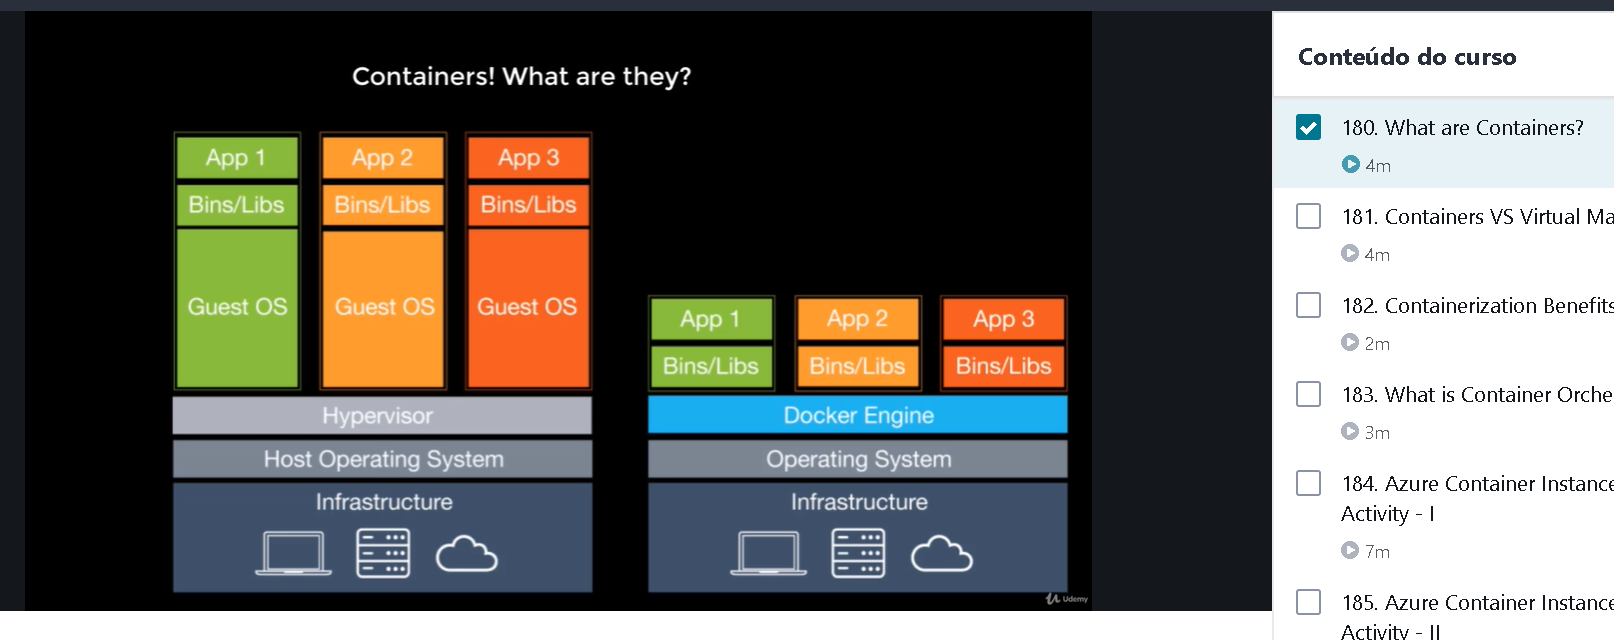 Containers! What are they?
App 1
App 2
App 3
Bins/Libs
Bins/Libs
Bins/Libs
Guest OS
Guest OS
Guest OS
Hypervisor
Host Operating System
Infrastructure
App 1
App 2
App 3
Bins/Libs
Bins/Libs
Bins/Libs
Docker Engine
Operating System
Infrastructure
Udemy
Conteúdo do curso
180. What are Containers?
4m
181. Containers VS Virtual Ma
4m
182. Containerization Benefits
2m
183. What is Container Orche
3m
184. Azure Container Instance
Activity - I
7m
185. Azure Container Instance
Activity - II